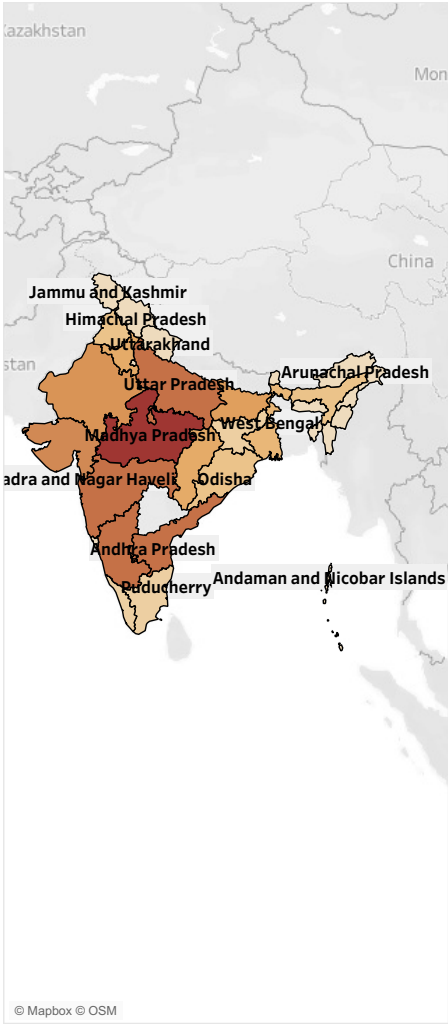 Kazakhstan
Mon
China
Jammu and Kashmir
Himachal Pradesh
Uttarakhand
stan
Arunachal Pradesh
Uttar Pradesh
West Bengal
Madhya Pradesh
adra and Nagar Haveli
Odisha
Andhra Pradesh
Andaman and Nicobar Islands
Puducherry
© Mapbox © OSM